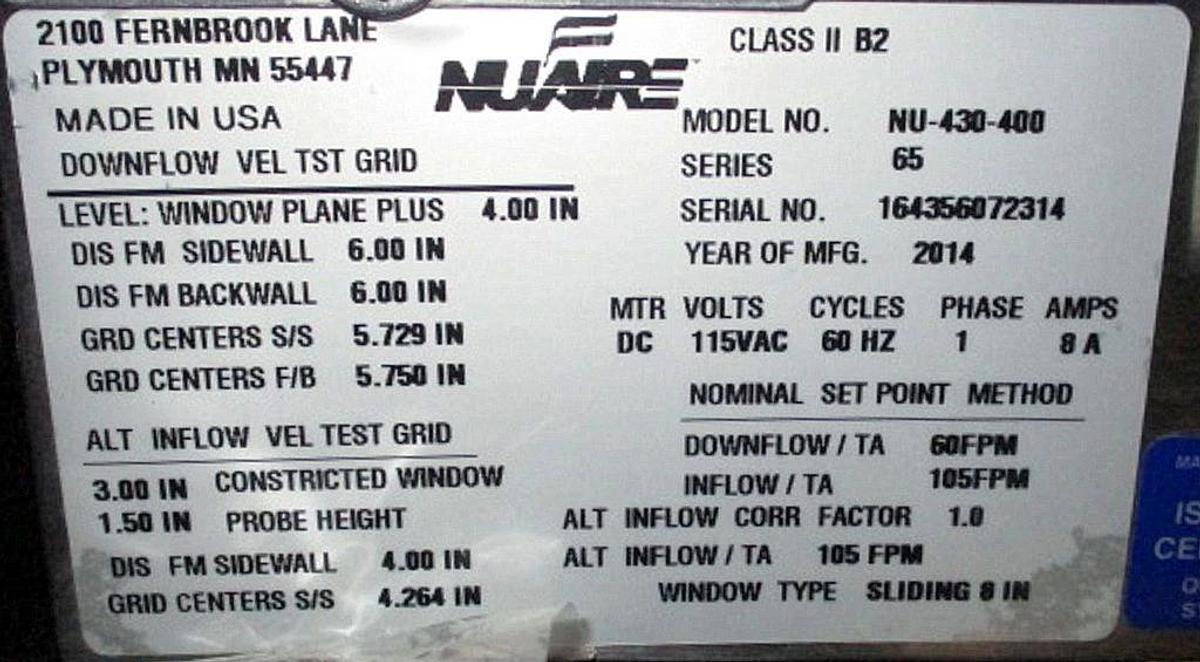 2100 FERNBROOK LANE
PLYMOUTH MN 55447
MADE IN USA
NUAIRE
CLASS II B2
DOWNFLOW VEL TST GRID
LEVEL: WINDOW PLANE PLUS 4.00 IN
DIS FM SIDEWALL 6.00 IN
DIS FM BACKWALL 6.00 IN
GRD CENTERS S/S 5.729 IN
GRD CENTERS F/B 5.750 IN
ALT INFLOW VEL TEST GRID
3.00 IN CONSTRICTED WINDOW
1.50 IN PROBE HEIGHT
DIS FM SIDEWALL 4.00 IN
GRID CENTERS S/S 4.264 IN
MODEL NO. NU-430-400
SERIES 65
SERIAL NO. 164356072314
YEAR OF MFG. 2014
MTR VOLTS CYCLES PHASE AMPS
DC 115VAC 60 HZ 1 8 A
NOMINAL SET POINT METHOD
DOWNFLOW / TA 60FPM
INFLOW / TA 105FPM
ALT INFLOW CORR FACTOR 1.0
ALT INFLOW / TA 105 FPM
WINDOW TYPE SLIDING 8 IN